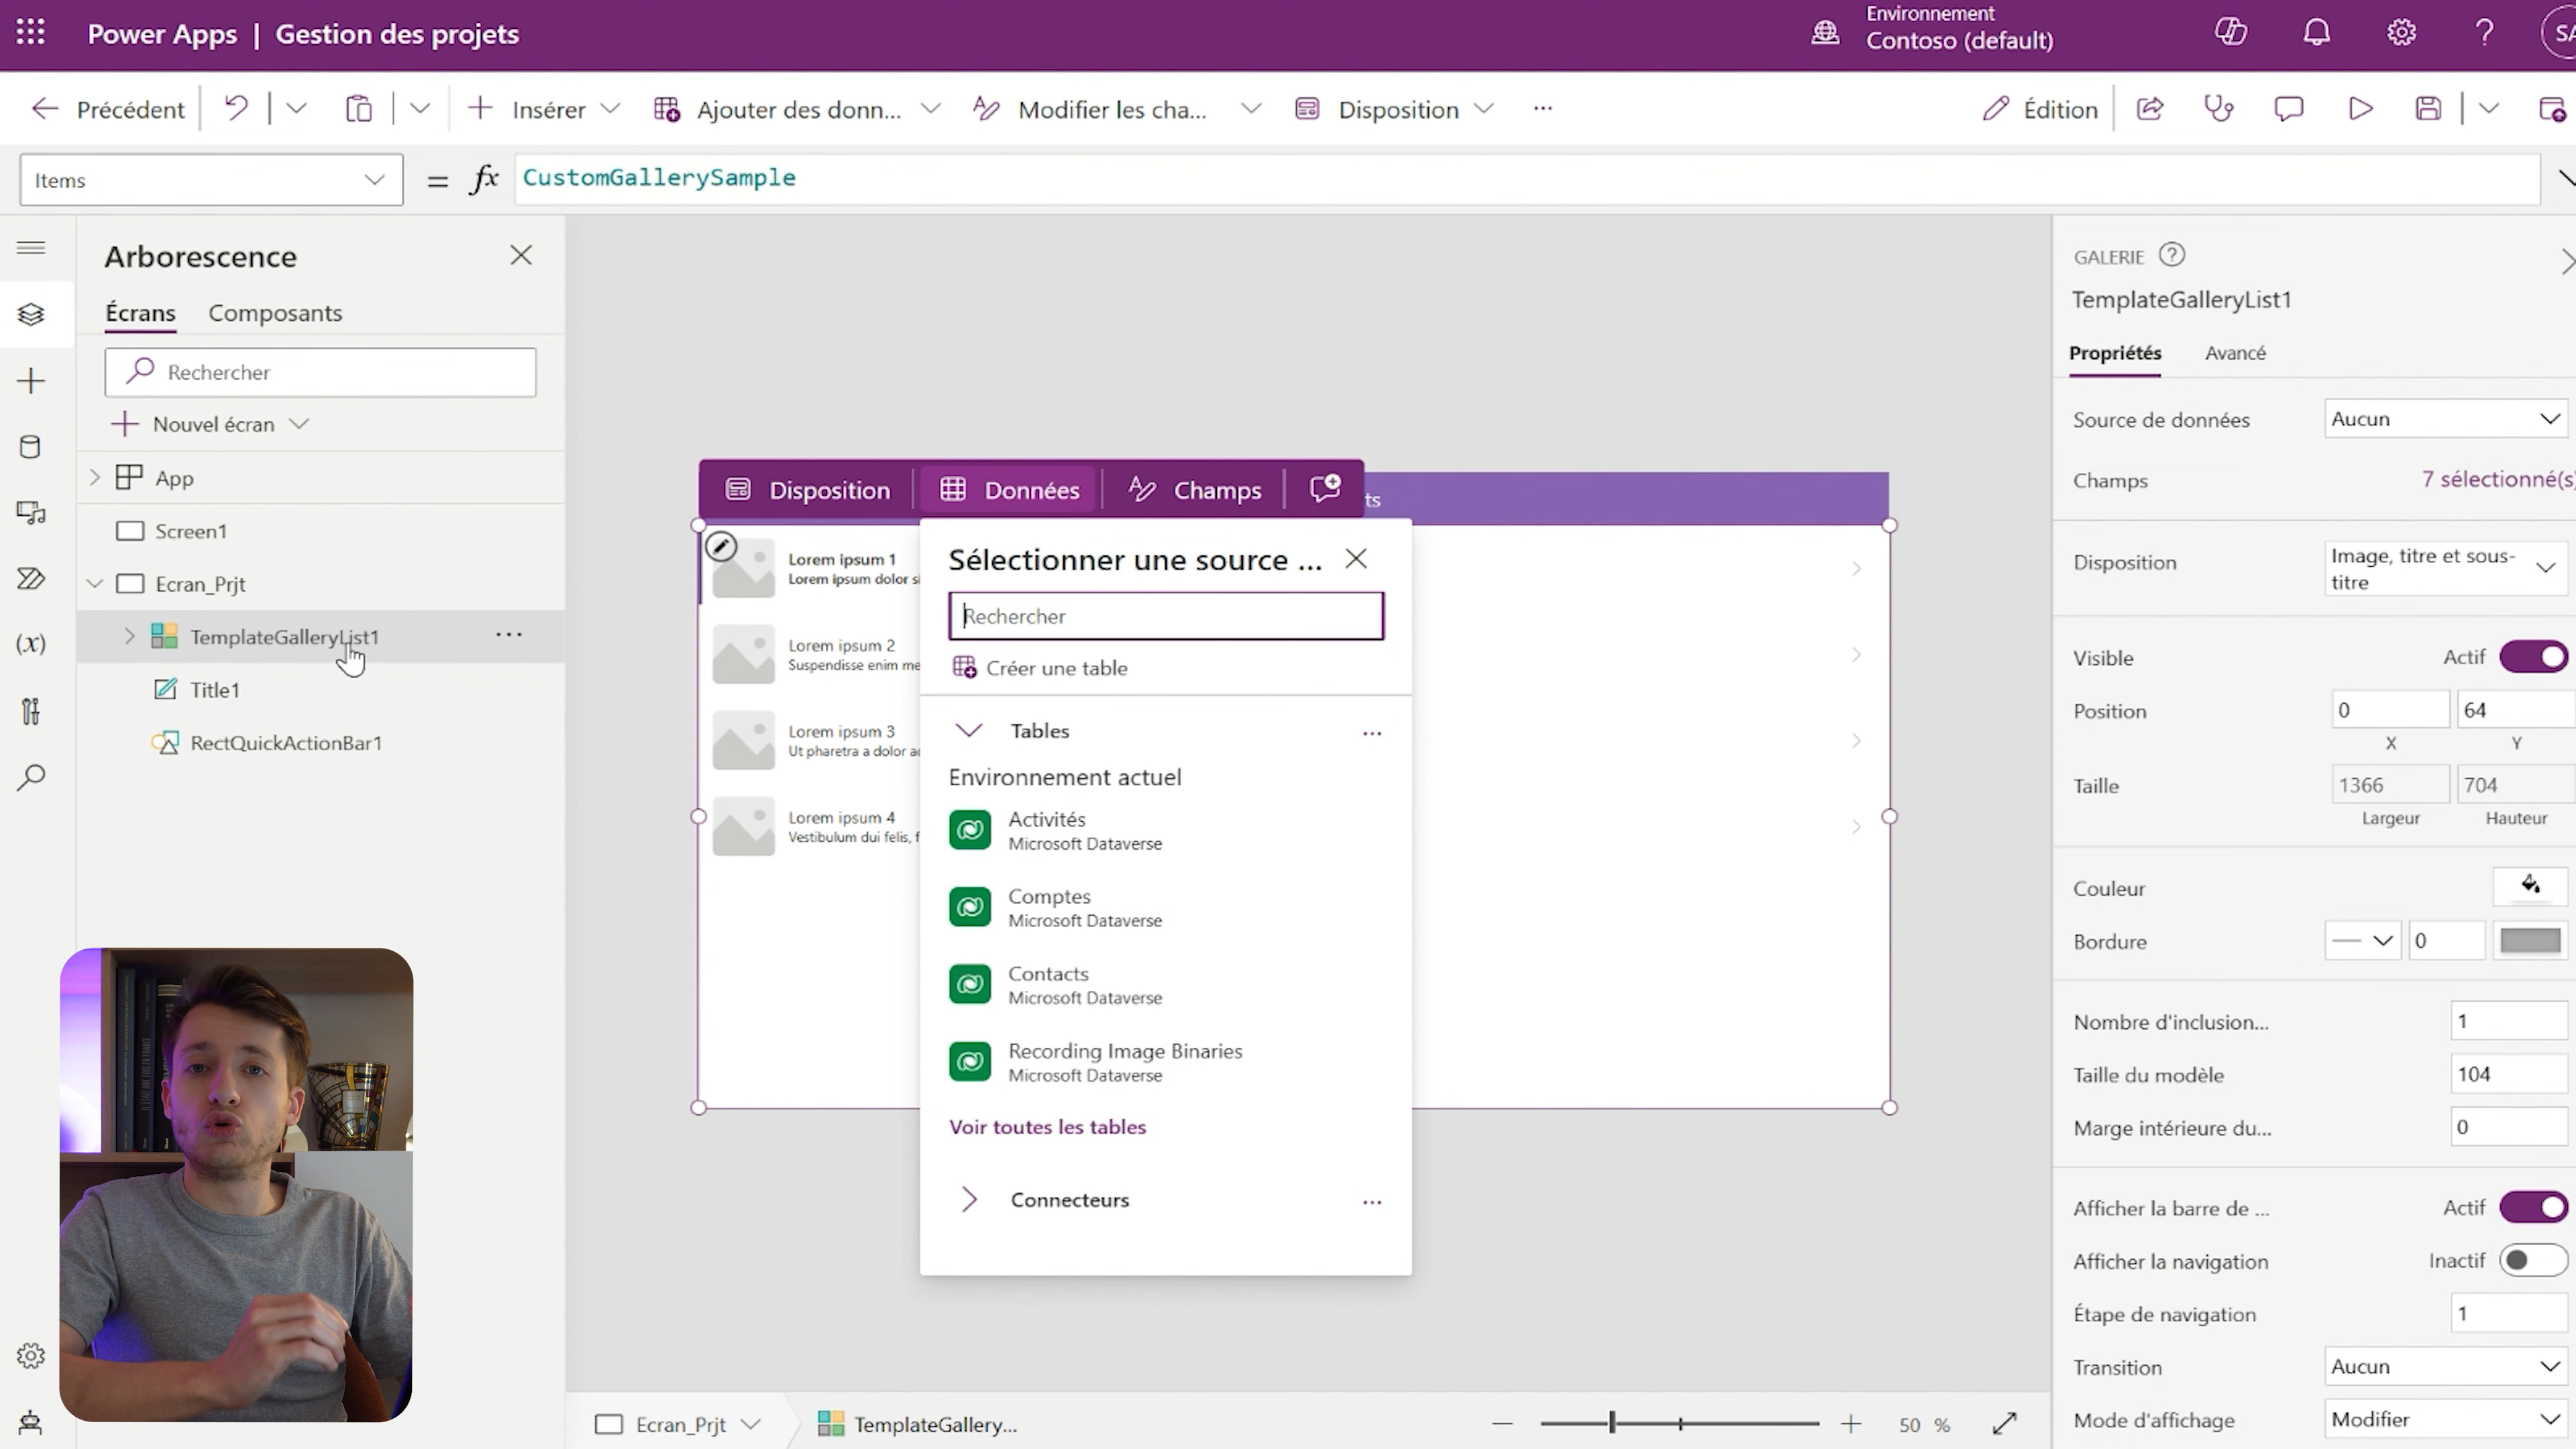 Power Apps | Gestion des projets
Environnement
Contoso (default)
SA
Précédent
Insérer
Ajouter des donn...
Modifier les cha...
Disposition
...
Édition
Items
= fx CustomGallerySample
Arborescence
Écrans
Composants
Rechercher
Nouvel écran
App
Screen1
Ecran_Prjt
TemplateGalleryList1
...
Title1
RectQuickActionBar1
(x)
Disposition
Données
Champs
ts
Lorem ipsum 1
Lorem ipsum dolor si
Lorem ipsum 2
Suspendisse enim me
Lorem ipsum 3
Ut pharetra a dolor ac
Lorem ipsum 4
Vestibulum dui felis, f
Sélectionner une source ...
Rechercher
Créer une table
Tables
...
Environnement actuel
Activités
Microsoft Dataverse
Comptes
Microsoft Dataverse
Contacts
Microsoft Dataverse
Recording Image Binaries
Microsoft Dataverse
Voir toutes les tables
Connecteurs
...
GALERIE
TemplateGalleryList1
Propriétés
Avancé
Source de données
Aucun
Champs
7 sélectionné(s)
Disposition
Image, titre et sous-
titre
Visible
Actif
Position
0
64
X
Y
Taille
1366
704
Largeur
Hauteur
Couleur
Bordure
0
Nombre d'inclusion...
1
Taille du modèle
104
Marge intérieure du...
0
Afficher la barre de ...
Actif
Afficher la navigation
Inactif
Étape de navigation
1
Transition
Aucun
Mode d'affichage
Modifier
Ecran_Prjt
TemplateGallery...
50 %